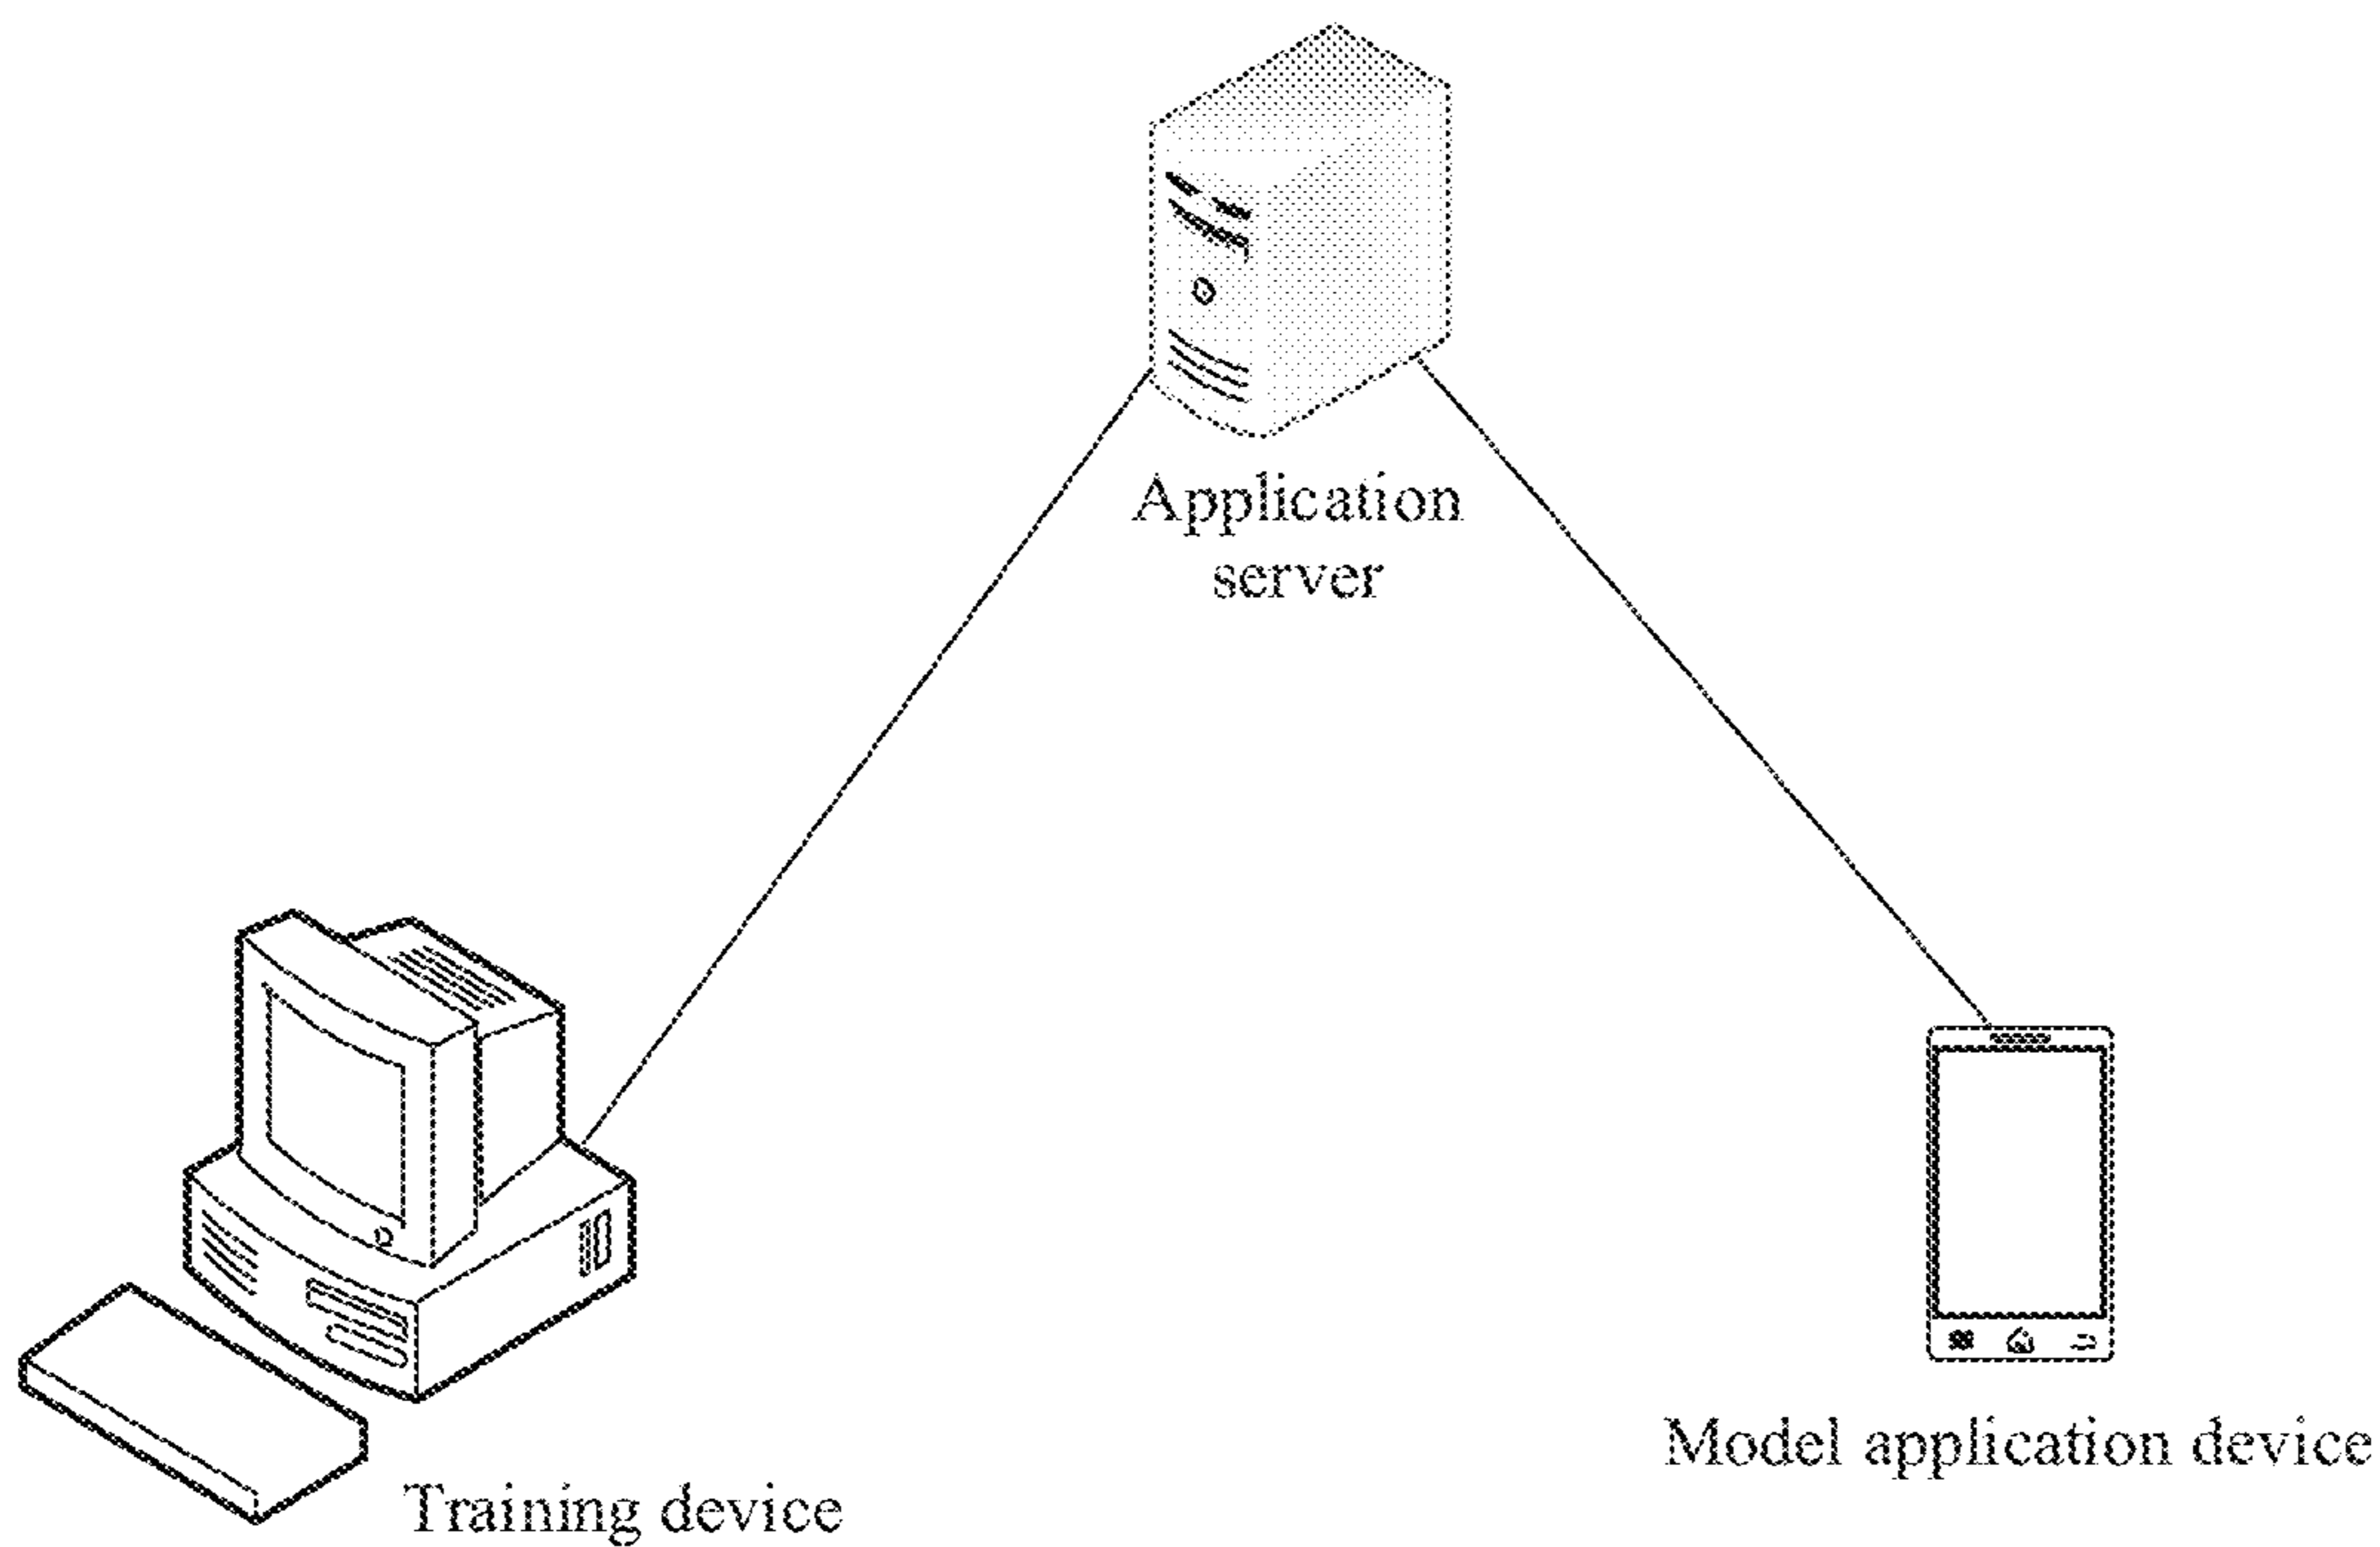 Application
server
Model application device
Training device